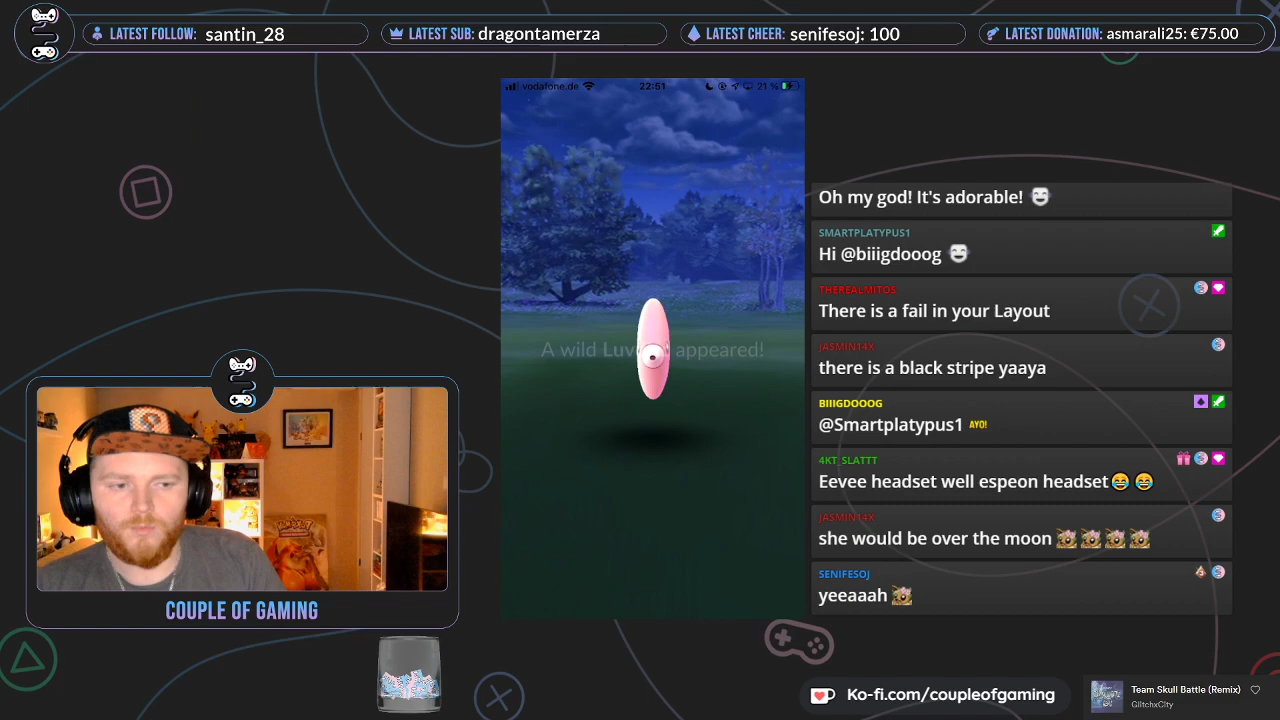 LATEST FOLLOW: santin_28
LATEST SUB: dragontamerza
LATEST CHEER: senifesoj: 100
LATEST DONATION: asmarali25: €75.00
vodafone.de 22:51 21 %
A wild Luv appeared!
Oh my god! It's adorable!
SMARTPLATYPUS1
Hi @biiigdooog
THEREALMITOS
There is a fail in your Layout
JASMIN14X
there is a black stripe yaaya
BIIIGDOOOG
@Smartplatypus1 AYO!
4KT_SLATTT
Eevee headset well espeon headset
JASMIN14X
she would be over the moon
SENIFESOJ
yeeaaah
COUPLE OF GAMING
Ko-fi.com/coupleofgaming
Team Skull Battle (Remix)
GlitchxCity